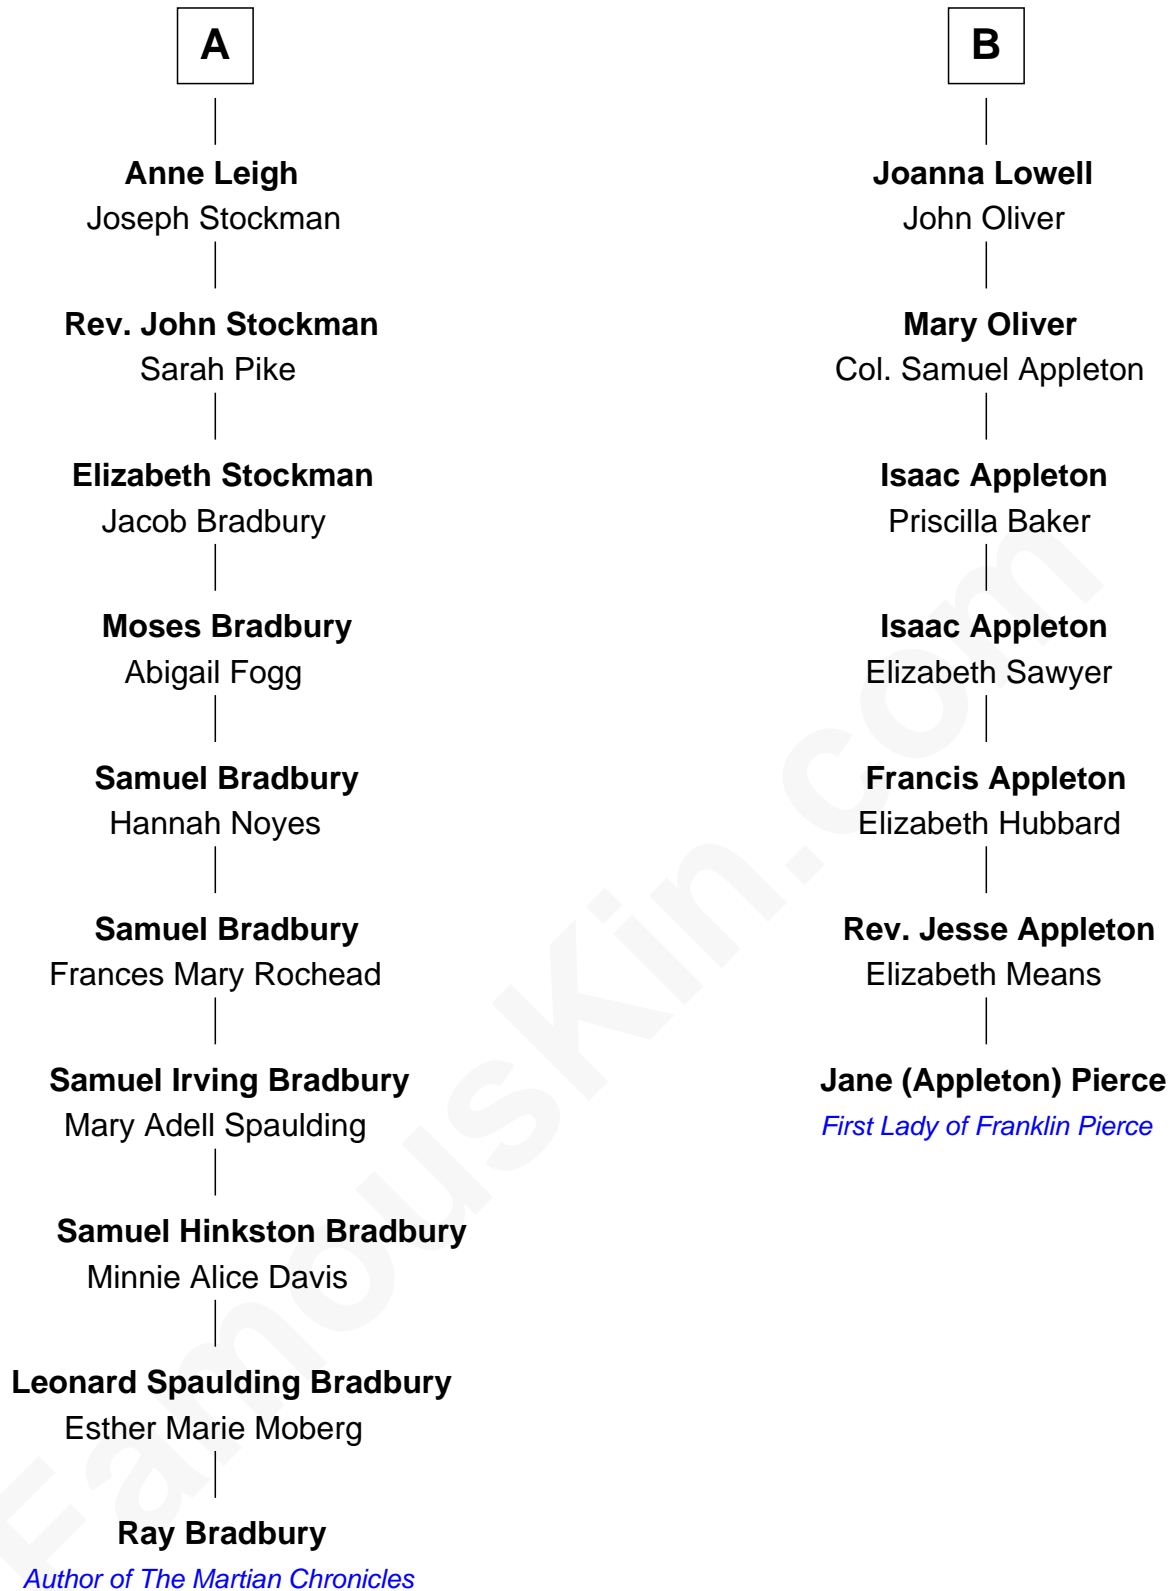 A
Anne Leigh
Joseph Stockman
Rev. John Stockman
Sarah Pike
Elizabeth Stockman
Jacob Bradbury
Moses Bradbury
Abigail Fogg
Samuel Bradbury
Hannah Noyes
Samuel Bradbury
Frances Mary Rochead
Samuel Irving Bradbury
Mary Adell Spaulding
Samuel Hinkston Bradbury
Minnie Alice Davis
Leonard Spaulding Bradbury
Esther Marie Moberg
Ray Bradbury
Author of The Martian Chronicles
B
Joanna Lowell
John Oliver
Mary Oliver
Col. Samuel Appleton
Isaac Appleton
Priscilla Baker
Isaac Appleton
Elizabeth Sawyer
Francis Appleton
Elizabeth Hubbard
Rev. Jesse Appleton
Elizabeth Means
Jane (Appleton) Pierce
First Lady of Franklin Pierce
FamousKin.com